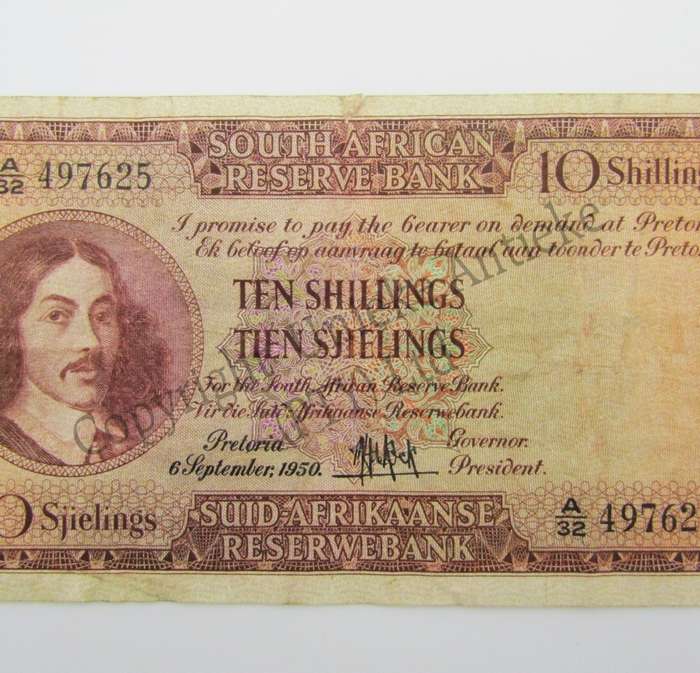 SOUTH AFRICAN
RESERVE BANK
A/32 497625
10 Shilling
I promise to pay the bearer on demand at Pretor
Ek beloof op aanvraag te betaal aan toonder te Preto
TEN SHILLINGS
TIEN SJIELINGS
For the South African Reserve Bank.
Vir die Suid-Afrikaanse Reserwebank.
Pretoria
6 September, 1950.
Governor.
President.
0 Sjielings
SUID-AFRIKAANSE
RESERWEBANK
A/32 49762